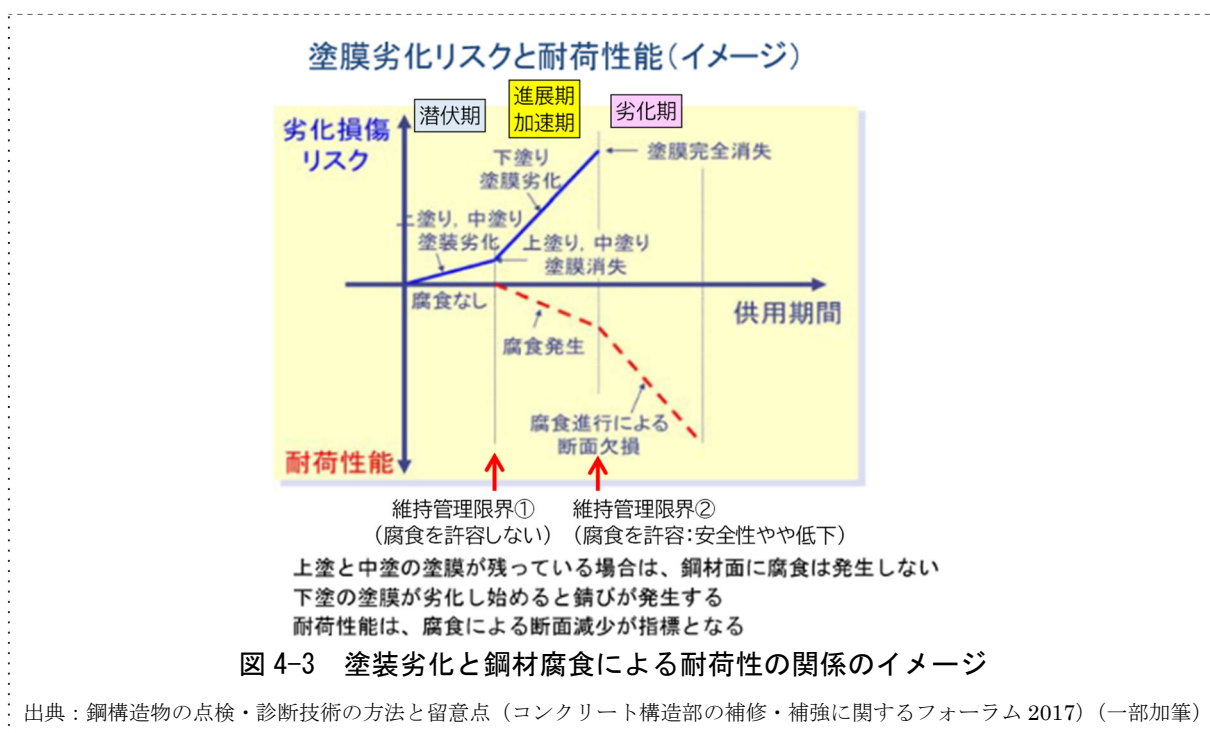 塗膜劣化リスクと耐荷性能(イメージ)
潜伏期
進展期
加速期
劣化期
劣化損傷
リスク
下塗り
塗膜劣化
塗膜完全消失
上塗り，中塗り
塗装劣化
上塗り，中塗り
塗膜消失
腐食なし
供用期間
腐食発生
腐食進行による
断面欠損
耐荷性能
維持管理限界①
（腐食を許容しない）
維持管理限界②
（腐食を許容：安全性やや低下）
上塗と中塗の塗膜が残っている場合は、鋼材面に腐食は発生しない
下塗の塗膜が劣化し始めると錆びが発生する
耐荷性能は、腐食による断面減少が指標となる
図 4-3　塗装劣化と鋼材腐食による耐荷性の関係のイメージ
出典：鋼構造物の点検・診断技術の方法と留意点（コンクリート構造部の補修・補強に関するフォーラム 2017）（一部加筆）